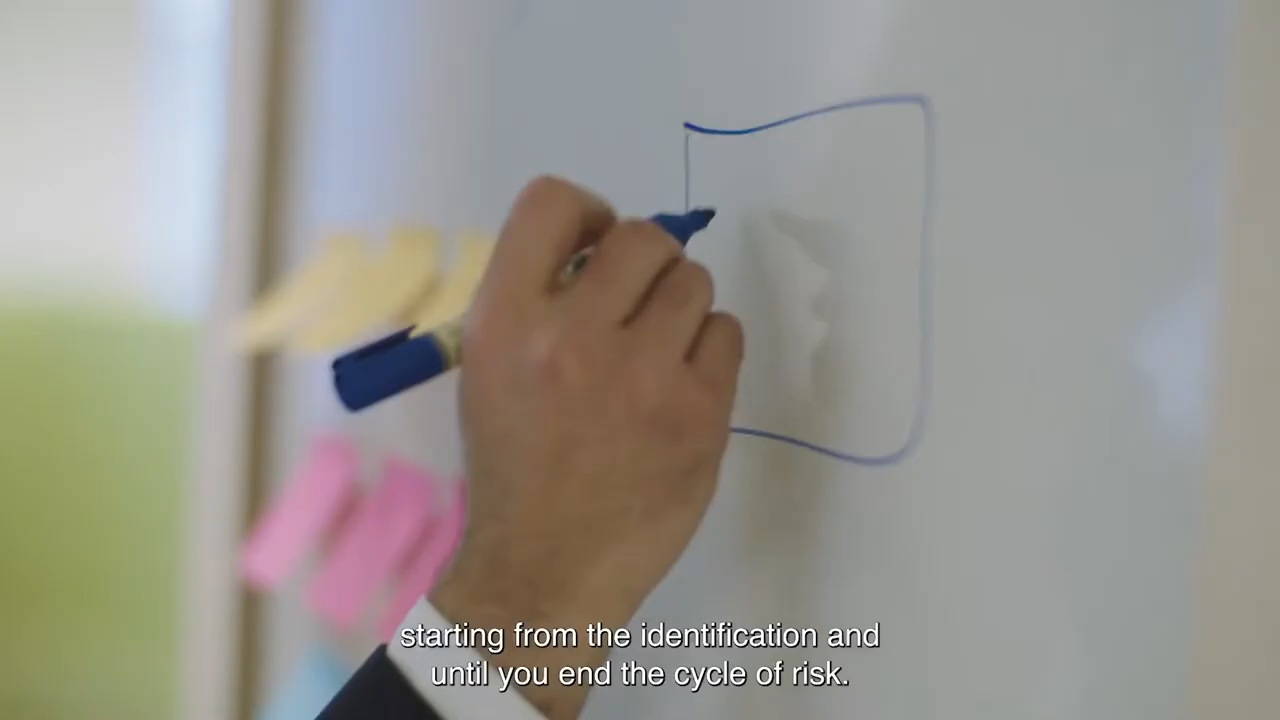 starting from the identification and
until you end the cycle of risk.